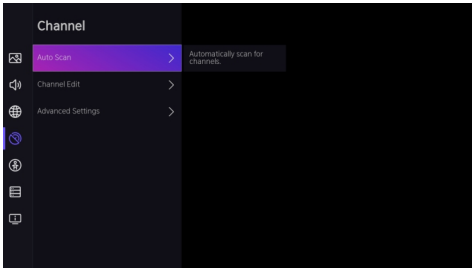 Channel
Auto Scan
Automatically scan for
channels.
Channel Edit
Advanced Settings